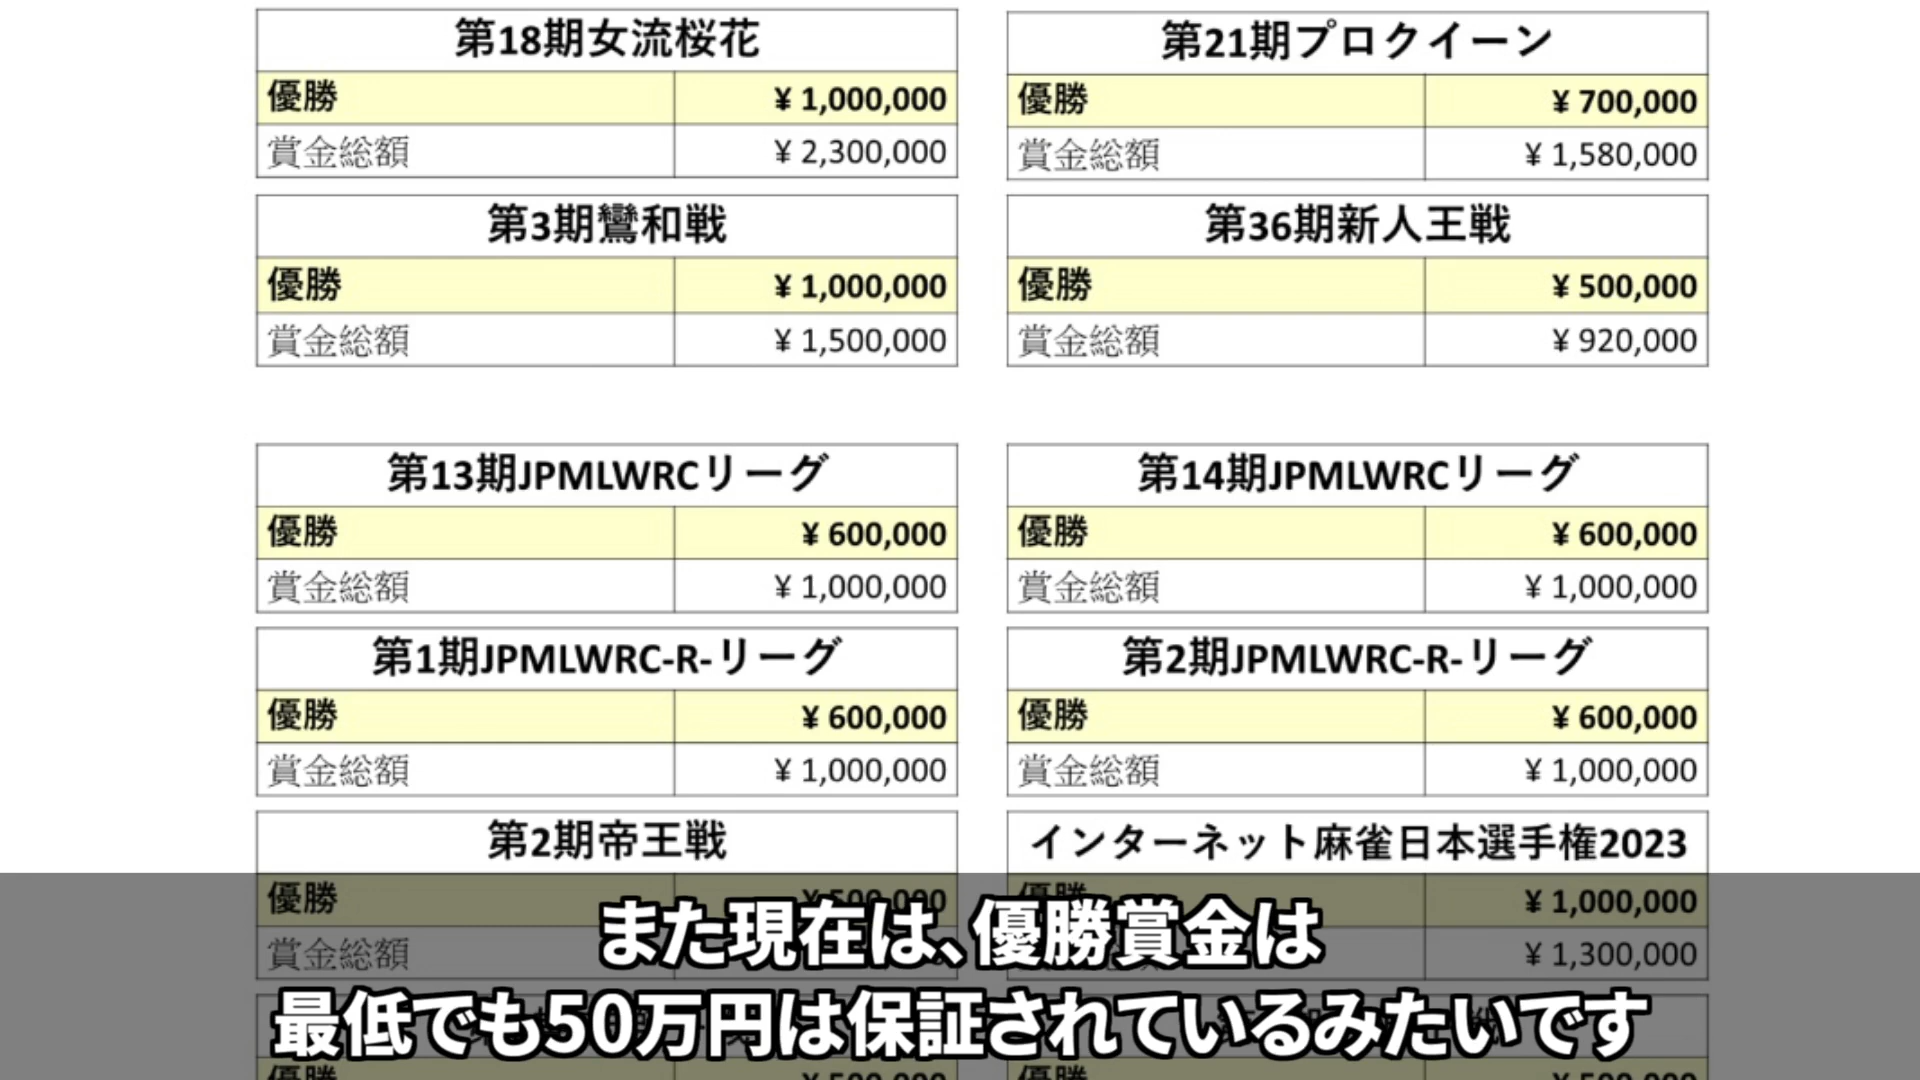 第18期女流桜花
優勝 ¥ 1,000,000
賞金総額 ¥ 2,300,000
第21期プロクイーン
優勝 ¥ 700,000
賞金総額 ¥ 1,580,000
第3期鸞和戦
優勝 ¥ 1,000,000
賞金総額 ¥ 1,500,000
第36期新人王戦
優勝 ¥ 500,000
賞金総額 ¥ 920,000
第13期JPMLWRCリーグ
優勝 ¥ 600,000
賞金総額 ¥ 1,000,000
第14期JPMLWRCリーグ
優勝 ¥ 600,000
賞金総額 ¥ 1,000,000
第1期JPMLWRC-R-リーグ
優勝 ¥ 600,000
賞金総額 ¥ 1,000,000
第2期JPMLWRC-R-リーグ
優勝 ¥ 600,000
賞金総額 ¥ 1,000,000
第2期帝王戦
優勝 ¥ 500,000
賞金総額
インターネット麻雀日本選手権2023
優勝 ¥ 1,000,000
¥ 1,300,000
また現在は、優勝賞金は
最低でも50万円は保証されているみたいです
優勝 ¥ 500,000
優勝 ¥ 500,000